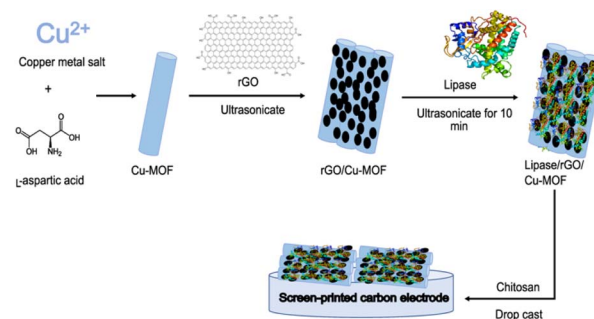 Cu2+
Copper metal salt
+
L-aspartic acid
Cu-MOF
rGO
Ultrasonicate
rGO/Cu-MOF
Lipase
Ultrasonicate for 10
min
Lipase/rGO/
Cu-MOF
Chitosan
Drop cast
Screen-printed carbon electrode
O
OH
O
OH
NH2